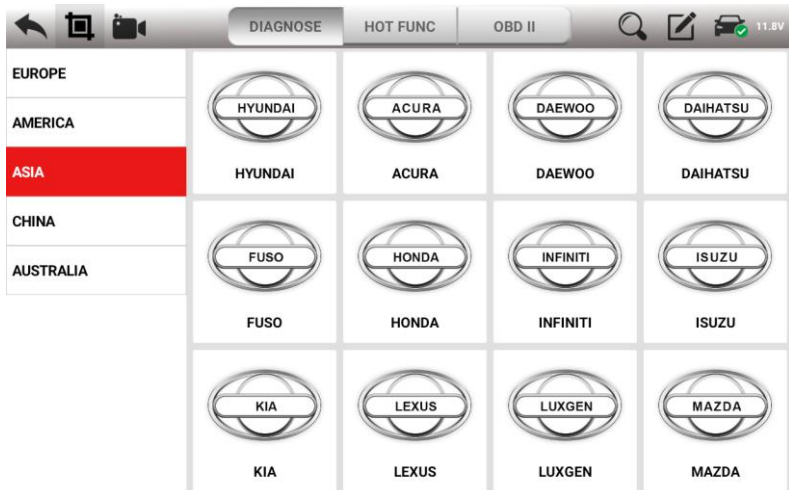 DIAGNOSE HOT FUNC OBD II 11.8V
EUROPE
AMERICA
ASIA
CHINA
AUSTRALIA
HYUNDAI ACURA DAEWOO DAIHATSU
HYUNDAI ACURA DAEWOO DAIHATSU
FUSO HONDA INFINITI ISUZU
FUSO HONDA INFINITI ISUZU
KIA LEXUS LUXGEN MAZDA
KIA LEXUS LUXGEN MAZDA